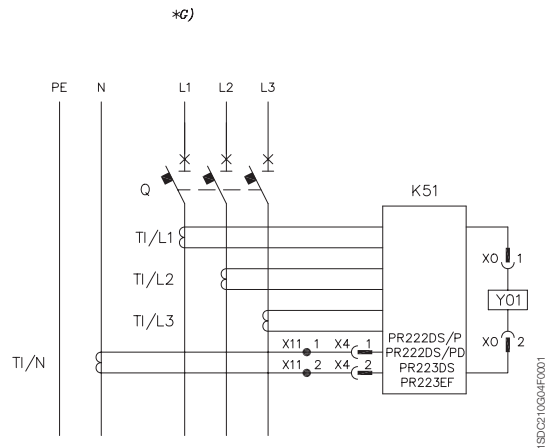 *G)
PE N L1 L2 L3
Q
K51
TI/L1
X0 1
TI/L2
Y01
TI/L3
X0 2
PR222DS/P
X11 1 X4 1
PR222DS/PD
TI/N
X11 2 X4 2
PR223DS
PR223EF
1SDC210G04F0001